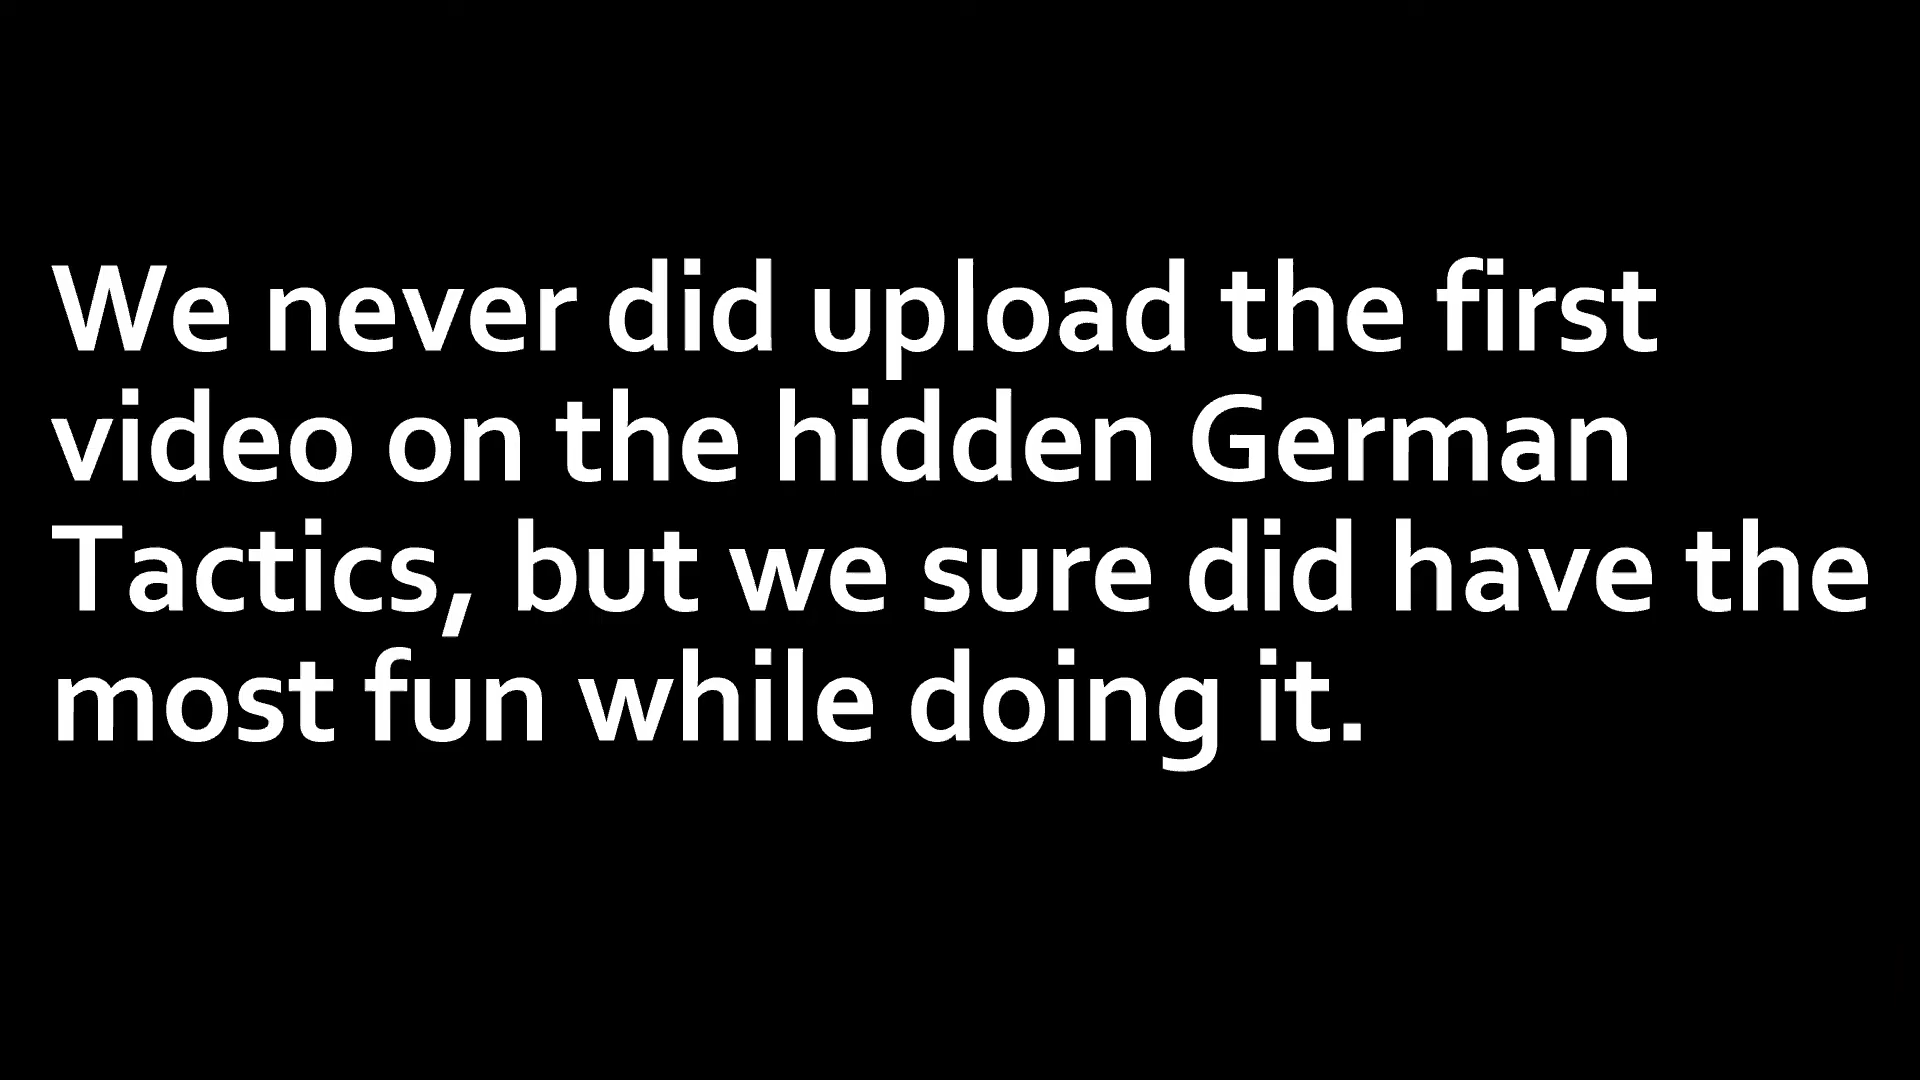 We never did upload the first
video on the hidden German
Tactics, but we sure did have the
most fun while doing it.